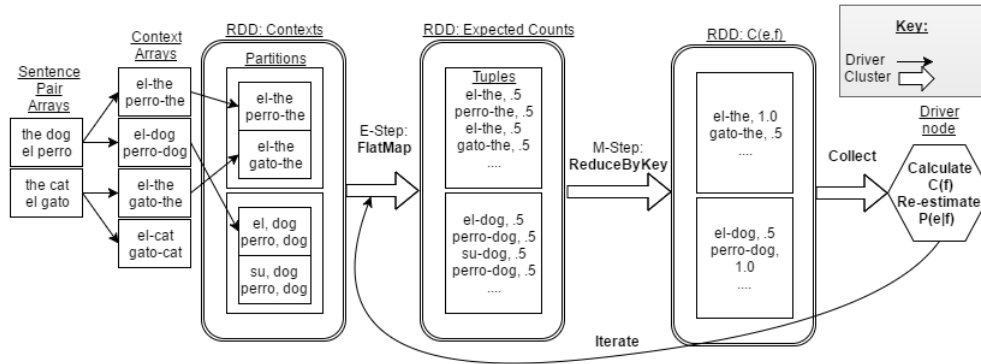 Sentence
Pair
Arrays
the dog
el perro
the cat
el gato
Context
Arrays
el-the
perro-the
el-dog
perro-dog
el-the
gato-the
el-cat
gato-cat
RDD: Contexts
Partitions
el-the
perro-the
el-the
gato-the
el, dog
perro, dog
su, dog
perro, dog
E-Step:
FlatMap
RDD: Expected Counts
Tuples
el-the, .5
perro-the, .5
el-the, .5
gato-the, .5
....
el-dog, .5
perro-dog, .5
su-dog, .5
perro-dog, .5
....
M-Step:
ReduceByKey
RDD: C(e,f)
el-the, 1.0
gato-the, .5
....
el-dog, .5
perro-dog,
1.0
....
Collect
Key:
Driver
Cluster
Driver
node
Calculate
C(f)
Re-estimate
P(e|f)
Iterate